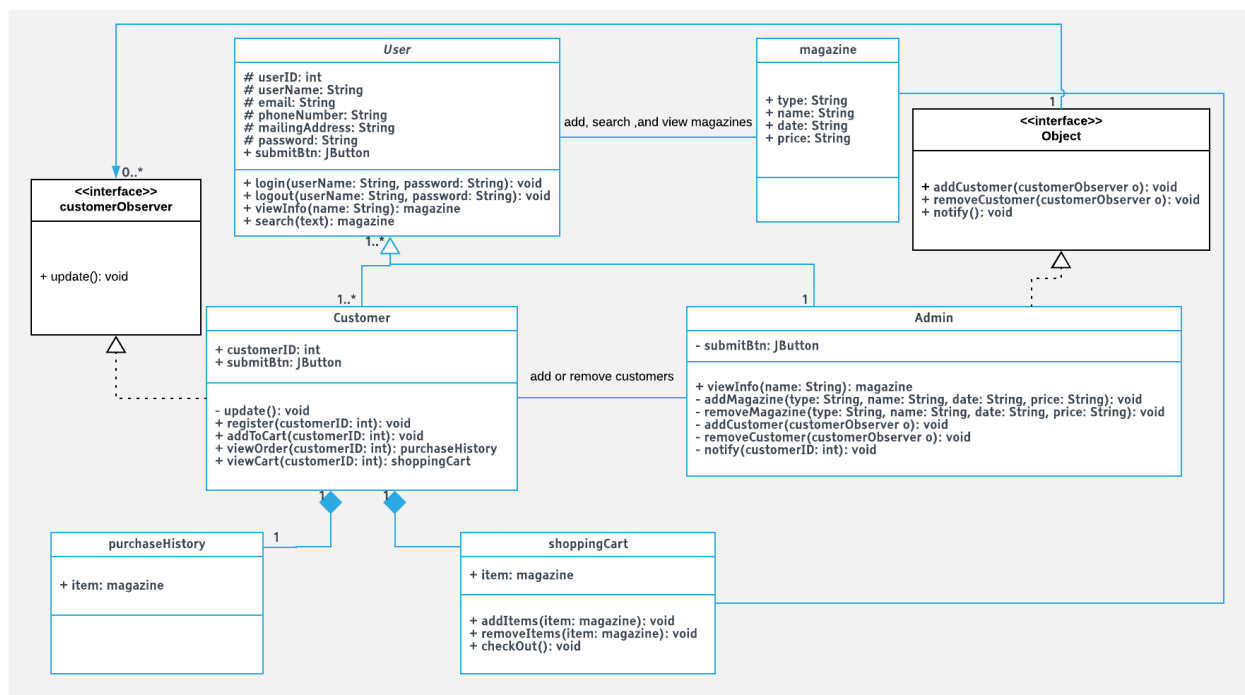 User
# userID: int
# userName: String
# email: String
# phoneNumber: String
# mailingAddress: String
# password: String
+ submitBtn: JButton
+ login(userName: String, password: String): void
+ logout(userName: String, password: String): void
+ viewInfo(name: String): magazine
+ search(text): magazine
1..*
add, search ,and view magazines
magazine
+ type: String
+ name: String
+ date: String
+ price: String
1
<<interface>>
Object
+ addCustomer(customerObserver o): void
+ removeCustomer(customerObserver o): void
+ notify(): void
0..*
<<interface>>
customerObserver
+ update(): void
1..*
Customer
+ customerID: int
+ submitBtn: JButton
- update(): void
+ register(customerID: int): void
+ addToCart(customerID: int): void
+ viewOrder(customerID: int): purchaseHistory
+ viewCart(customerID: int): shoppingCart
add or remove customers
1
Admin
- submitBtn: JButton
+ viewInfo(name: String): magazine
- addMagazine(type: String, name: String, date: String, price: String): void
- removeMagazine(type: String, name: String, date: String, price: String): void
- addCustomer(customerObserver o): void
- removeCustomer(customerObserver o): void
- notify(customerID: int): void
1
1
1
purchaseHistory
+ item: magazine
shoppingCart
+ item: magazine
+ addItems(item: magazine): void
+ removeItems(item: magazine): void
+ checkOut(): void